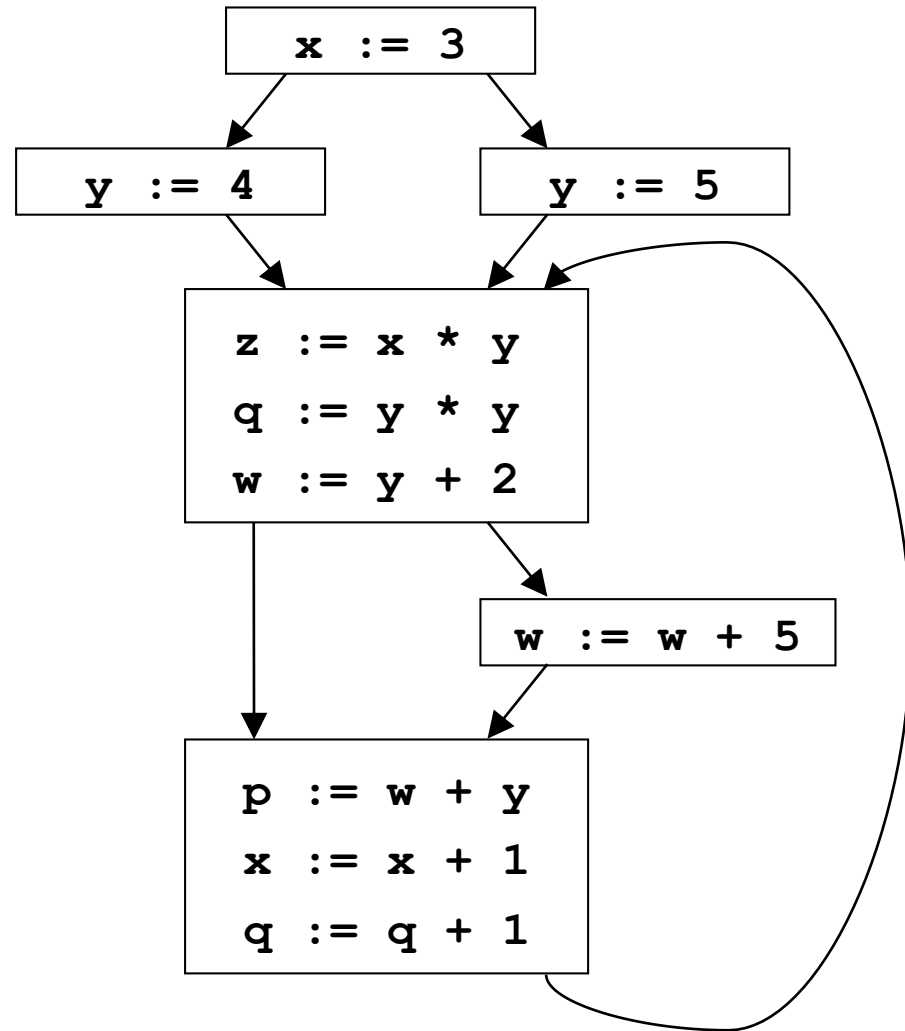 x := 3
y := 4
y := 5
z := x * y
q := y * y
w := y + 2
w := w + 5
p := w + y
x := x + 1
q := q + 1